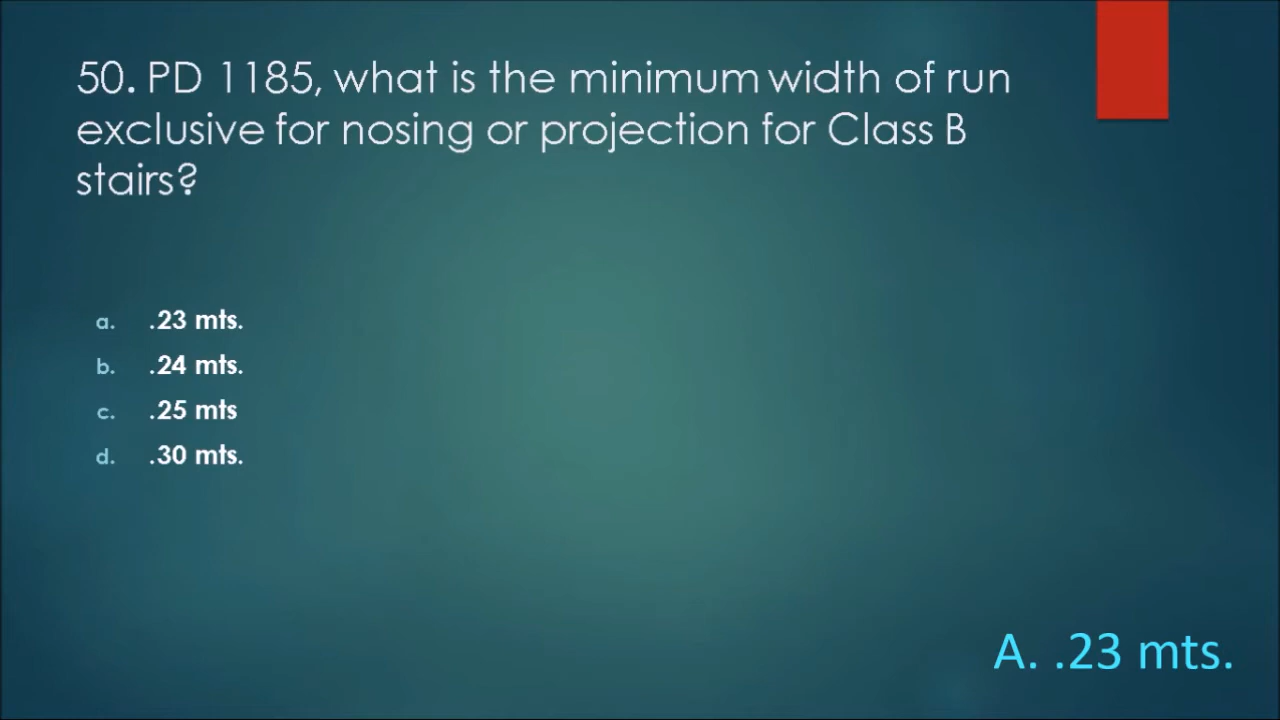 50. PD 1185, what is the minimum width of run
exclusive for nosing or projection for Class B
stairs?
a. .23 mts.
b. .24 mts.
c. .25 mts
d. .30 mts.
A. .23 mts.